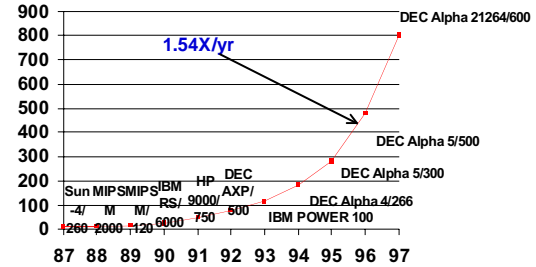 900
DEC Alpha 21264/600
800
700
1.54X/yr
600
500
400
DEC Alpha 5/500
300
DEC Alpha 5/300
200
Sun
-4/
260
MIPS
M
2000
MIPS
M/
120
IBM
RS/
6000
HP
9000/
750
DEC
AXP/
500
DEC Alpha 4/266
100
IBM POWER 100
0
87 88 89 90 91 92 93 94 95 96 97